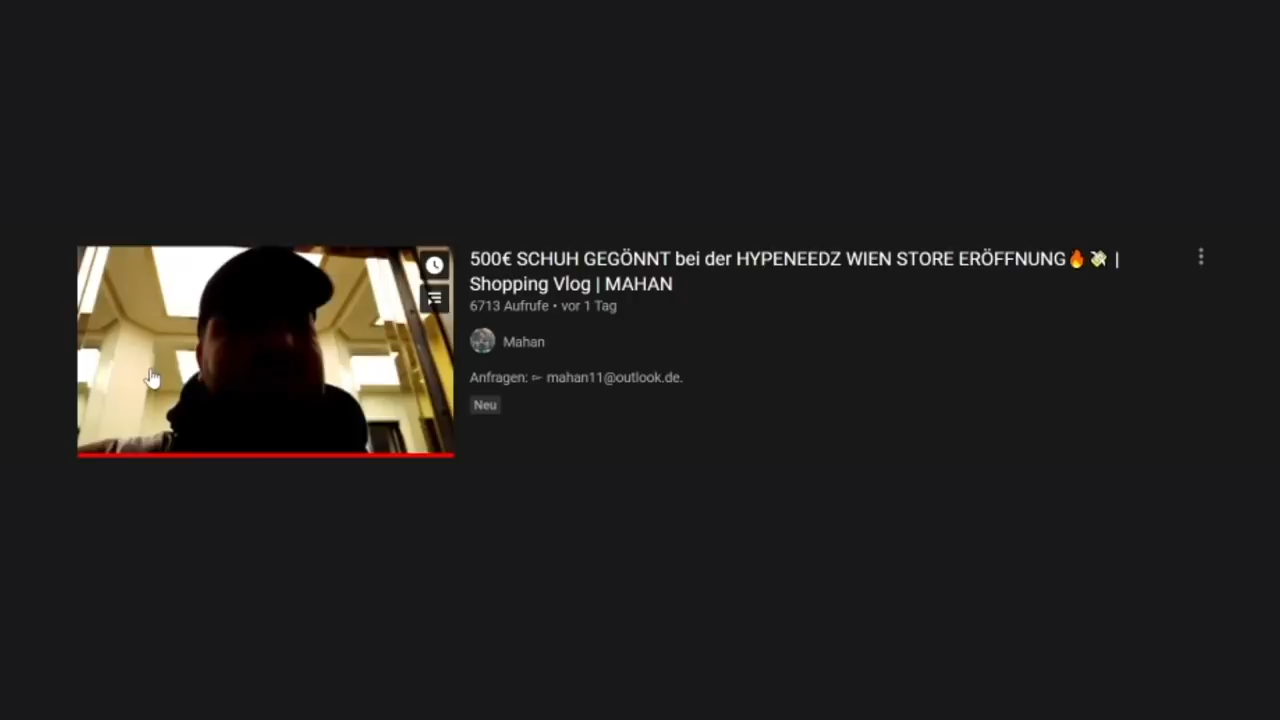 500€ SCHUH GEGÖNNT bei der HYPENEEDZ WIEN STORE ERÖFFNUNG🔥💸 |
Shopping Vlog | MAHAN
6713 Aufrufe • vor 1 Tag
Mahan
Anfragen: ➳ mahan11@outlook.de.
Neu